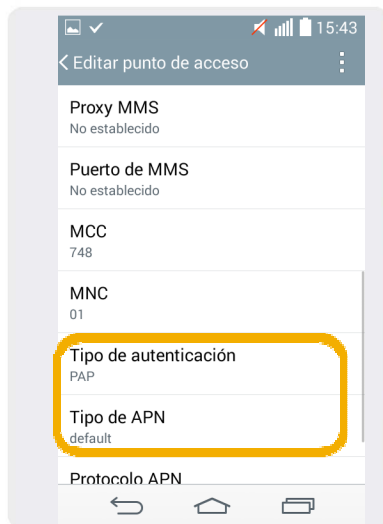 15:43
Editar punto de acceso
Proxy MMS
No establecido
Puerto de MMS
No establecido
MCC
748
MNC
01
Tipo de autenticación
PAP
Tipo de APN
default
Protocolo APN